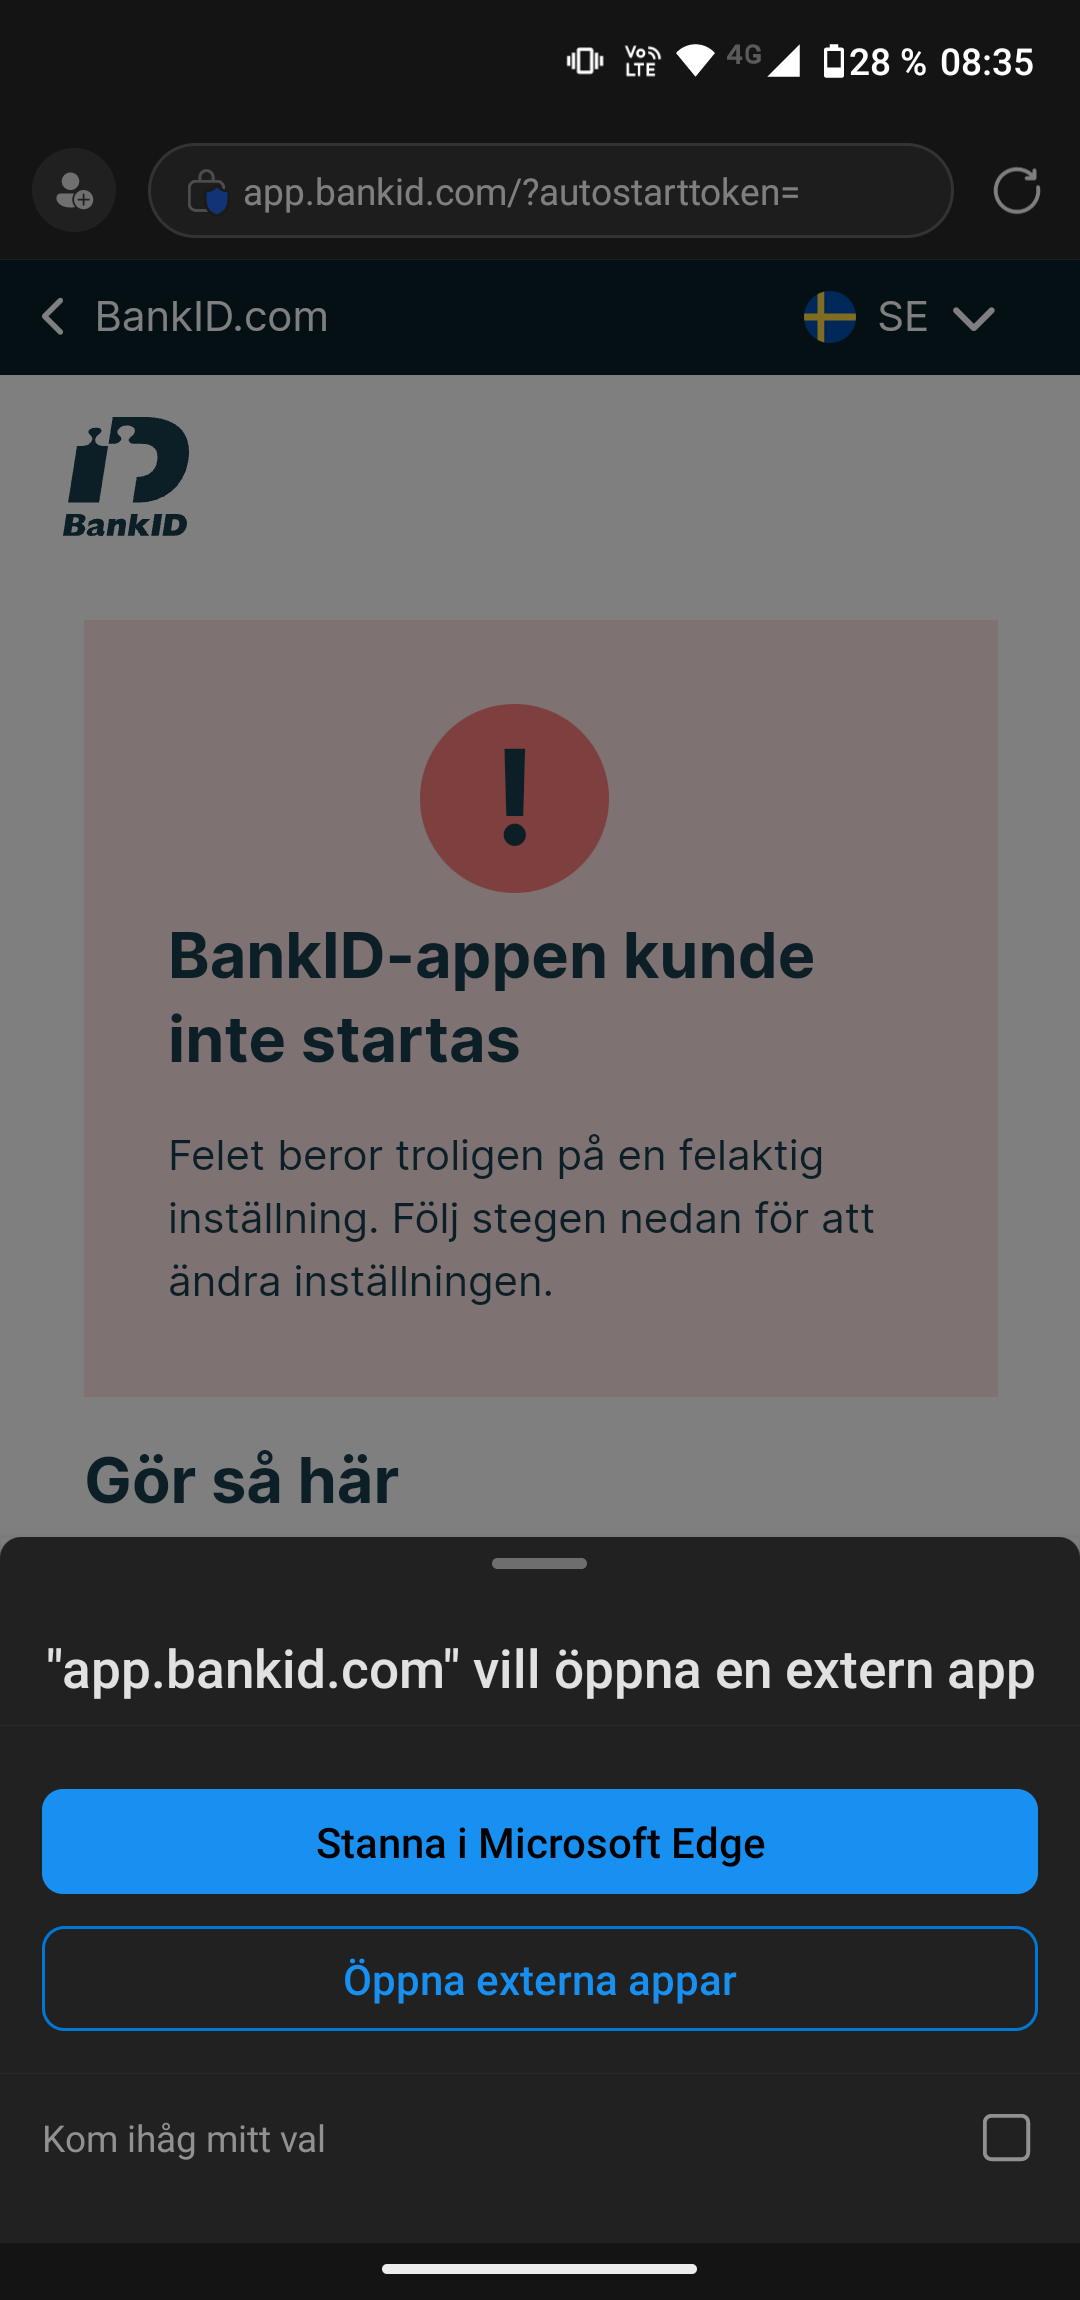 Vo LTE 4G 28 % 08:35
app.bankid.com/?autostarttoken=
BankID.com SE
BankID
BankID-appen kunde
inte startas
Felet beror troligen på en felaktig
inställning. Följ stegen nedan för att
ändra inställningen.
Gör så här
"app.bankid.com" vill öppna en extern app
Stanna i Microsoft Edge
Öppna externa appar
Kom ihåg mitt val